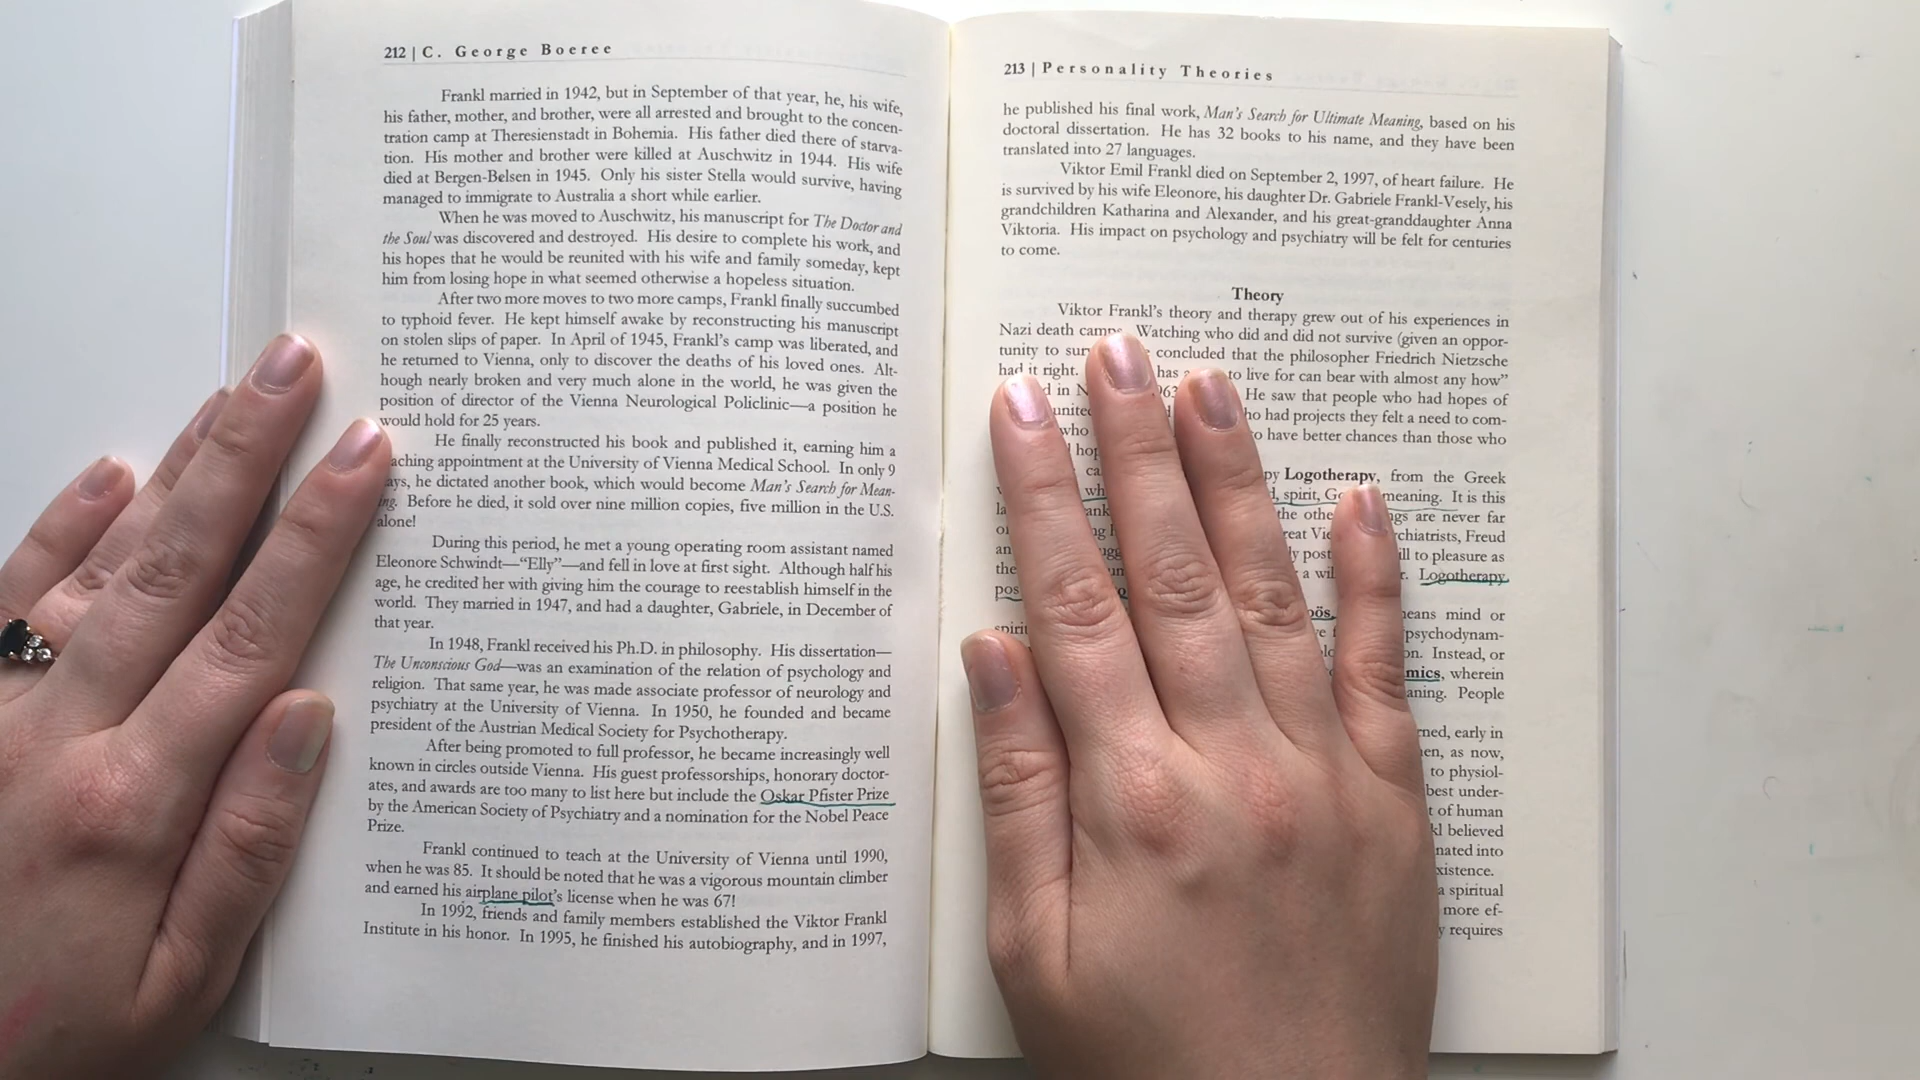 212 | C. George Boeree
Frankl married in 1942, but in September of that year, he, his wife,
his father, mother, and brother, were all arrested and brought to the concen-
tration camp at Theresienstadt in Bohemia. His father died there of starva-
tion. His mother and brother were killed at Auschwitz in 1944. His wife
died at Bergen-Belsen in 1945. Only his sister Stella would survive, having
managed to immigrate to Australia a short while earlier.
When he was moved to Auschwitz, his manuscript for The Doctor and
the Soul was discovered and destroyed. His desire to complete his work, and
his hopes that he would be reunited with his wife and family someday, kept
him from losing hope in what seemed otherwise a hopeless situation.
After two more moves to two more camps, Frankl finally succumbed
to typhoid fever. He kept himself awake by reconstructing his manuscript
on stolen slips of paper. In April of 1945, Frankl's camp was liberated, and
he returned to Vienna, only to discover the deaths of his loved ones. Alt-
hough nearly broken and very much alone in the world, he was given the
position of director of the Vienna Neurological Policlinic—a position he
would hold for 25 years.
He finally reconstructed his book and published it, earning him a
aching appointment at the University of Vienna Medical School. In only 9
ays, he dictated another book, which would become Man's Search for Mean-
ing. Before he died, it sold over nine million copies, five million in the U.S.
alone!
During this period, he met a young operating room assistant named
Eleonore Schwindt—“Elly”—and fell in love at first sight. Although half his
age, he credited her with giving him the courage to reestablish himself in the
world. They married in 1947, and had a daughter, Gabriele, in December of
that year.
In 1948, Frankl received his Ph.D. in philosophy. His dissertation—
The Unconscious God—was an examination of the relation of psychology and
religion. That same year, he was made associate professor of neurology and
psychiatry at the University of Vienna. In 1950, he founded and became
president of the Austrian Medical Society for Psychotherapy.
After being promoted to full professor, he became increasingly well
known in circles outside Vienna. His guest professorships, honorary doctor-
ates, and awards are too many to list here but include the Oskar Pfister Prize
by the American Society of Psychiatry and a nomination for the Nobel Peace
Prize.
Frankl continued to teach at the University of Vienna until 1990,
when he was 85. It should be noted that he was a vigorous mountain climber
and earned his airplane pilot's license when he was 67!
In 1992, friends and family members established the Viktor Frankl
Institute in his honor. In 1995, he finished his autobiography, and in 1997,
213 | Personality Theories
he published his final work, Man's Search for Ultimate Meaning, based on his
doctoral dissertation. He has 32 books to his name, and they have been
translated into 27 languages.
Viktor Emil Frankl died on September 2, 1997, of heart failure. He
is survived by his wife Eleonore, his daughter Dr. Gabriele Frankl-Vesely, his
grandchildren Katharina and Alexander, and his great-granddaughter Anna
Viktoria. His impact on psychology and psychiatry will be felt for centuries
to come.
Theory
Viktor Frankl's theory and therapy grew out of his experiences in
Nazi death camps. Watching who did and did not survive (given an oppor-
tunity to concluded that the philosopher Friedrich Nietzsche
had it right. has to live for can bear with almost any how”
d in He saw that people who had hopes of
united ho had projects they felt a need to com-
who o have better chances than those who
hop
py Logotherapy, from the Greek
wh , spirit, meaning. It is this
the othe gs are never far
reat chiatrists, Freud
an y post ill to pleasure as
the a wil r. Logotherapy
pos
oös, means mind or
spirit psychodynam-
on. Instead, or
mics, wherein
aning. People
rned, early in
en, as now,
to physiol-
best under-
t of human
kl believed
nated into
xistence.
a spiritual
more ef-
y requires